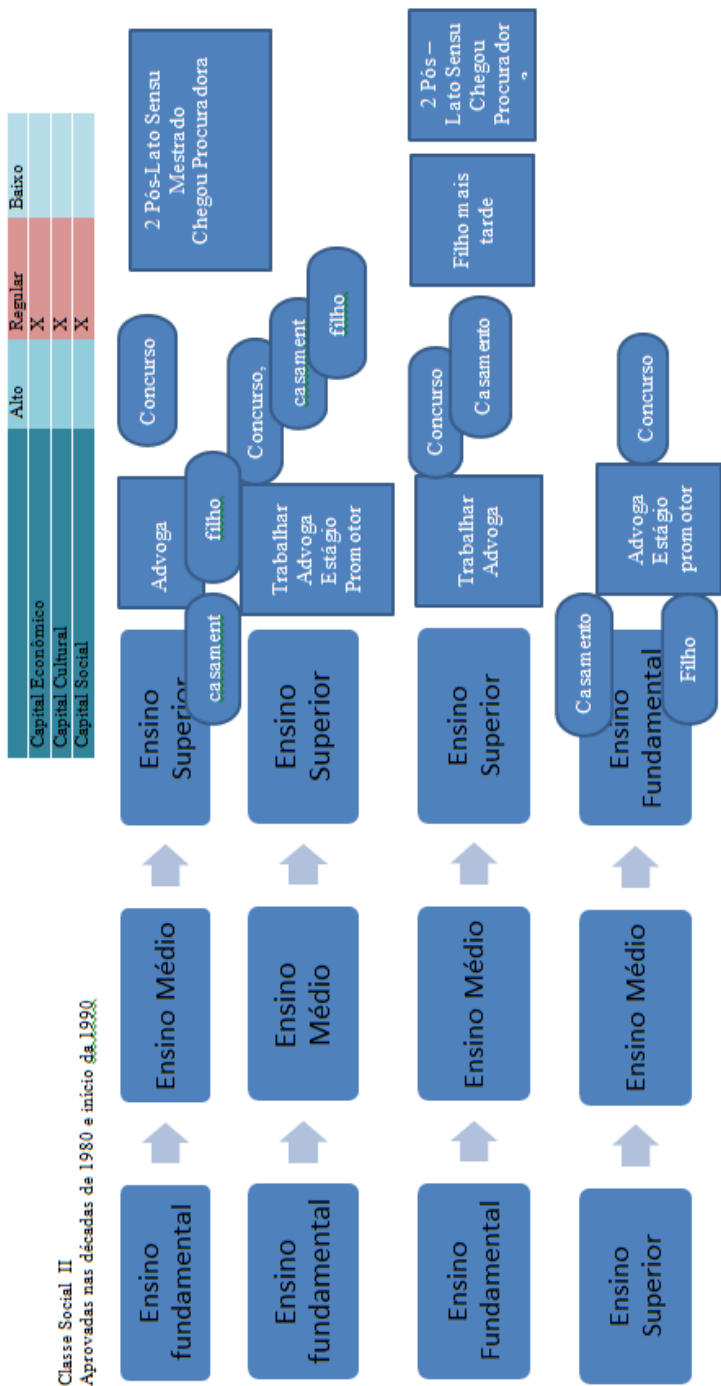 Classe Social II
Aprovadas nas décadas de 1980 e início da 1990
Alto Regular Baixo
Capital Econômico X
Capital Cultural X
Capital Social X
Ensino
fundamental
Ensino Médio
Ensino
Superior
casament
Advoga
filho
Concurso
2 Pós-Lato Sensu
Mestrado
Chegou Procuradora
Ensino
fundamental
Ensino
Médio
Ensino
Superior
Trabalhar
Advoga
Estágio
Promotor
Concurso,
casament
filho
Ensino
Fundamental
Ensino Médio
Ensino
Superior
Trabalhar
Advoga
Concurso
Casamento
Filho mais
tarde
2 Pós –
Lato Sensu
Chegou
Procurador
Ensino
Superior
Ensino Médio
Ensino
Fundamental
Casamento
Filho
Advoga
Estágio
promotor
Concurso